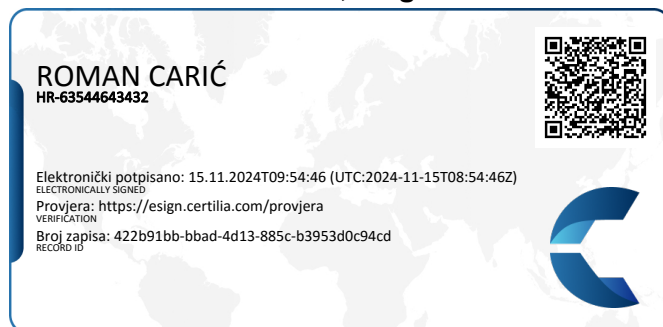 ROMAN CARIĆ
HR-63544643432
Elektronički potpisano: 15.11.2024T09:54:46 (UTC:2024-11-15T08:54:46Z)
ELECTRONICALLY SIGNED
Provjera: https://esign.certilia.com/provjera
VERIFICATION
Broj zapisa: 422b91bb-bbad-4d13-885c-b3953d0c94cd
RECORD ID